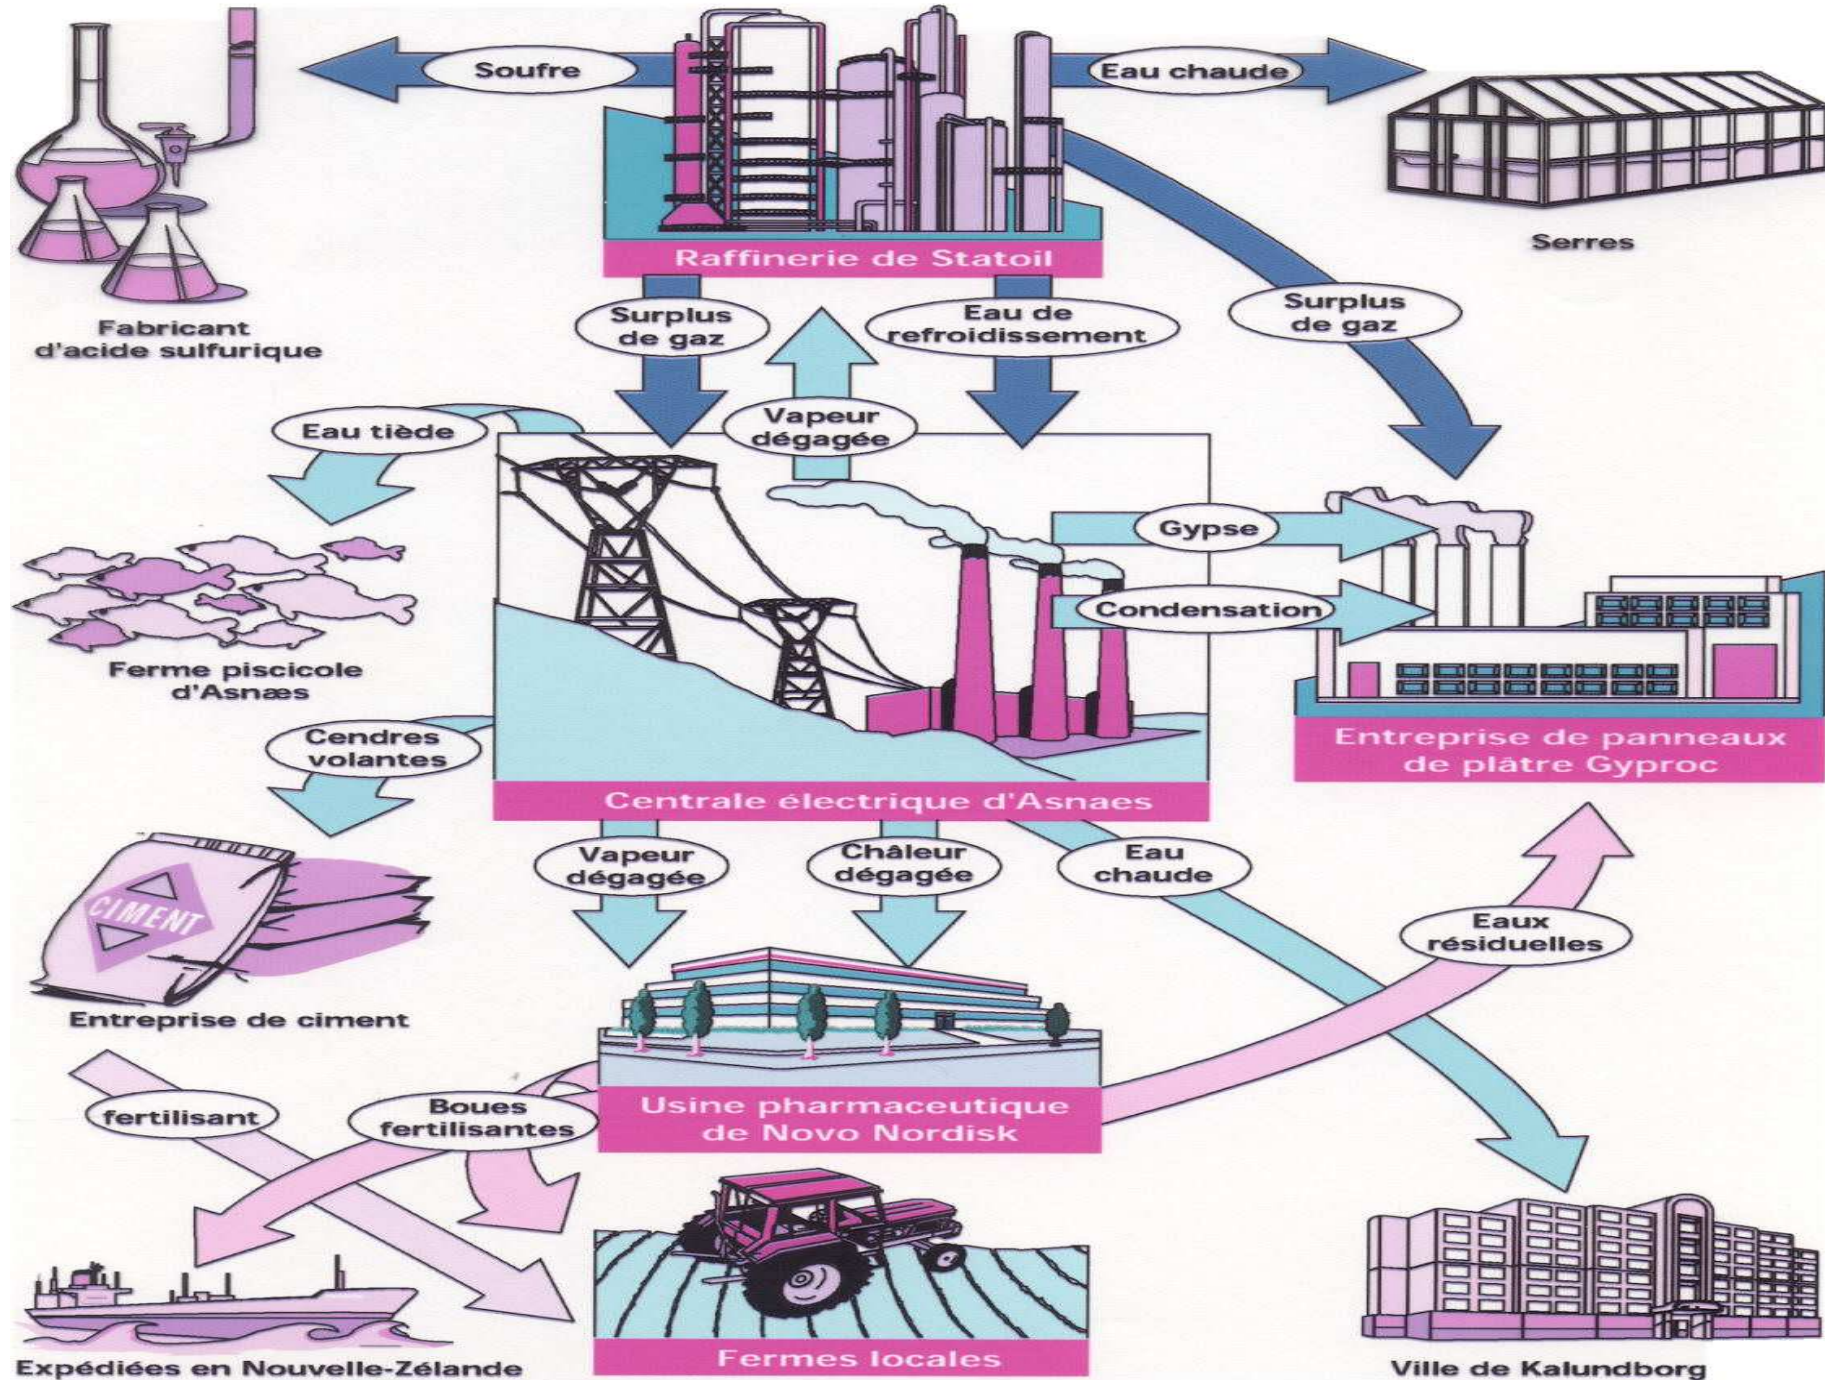 Soufre
Eau chaude
Raffinerie de Statoil
Serres
Fabricant
d'acide sulfurique
Surplus
de gaz
Eau de
refroidissement
Surplus
de gaz
Vapeur
dégagée
Eau tiède
Gypse
Condensation
Ferme piscicole
d'Asnæs
Cendres
volantes
Entreprise de panneaux
de plâtre Gyproc
Centrale électrique d'Asnaes
Vapeur
dégagée
Châleur
dégagée
Eau
chaude
CIMENT
Eaux
résiduelles
Entreprise de ciment
fertilisant
Boues
fertilisantes
Usine pharmaceutique
de Novo Nordisk
Expédiées en Nouvelle-Zélande
Fermes locales
Ville de Kalundborg